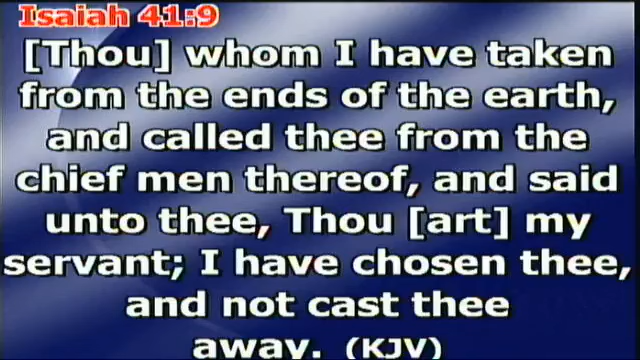 Isaiah 41:9
[Thou] whom I have taken
from the ends of the earth,
and called thee from the
chief men thereof, and said
unto thee, Thou [art] my
servant; I have chosen thee,
and not cast thee
away. (KJV)